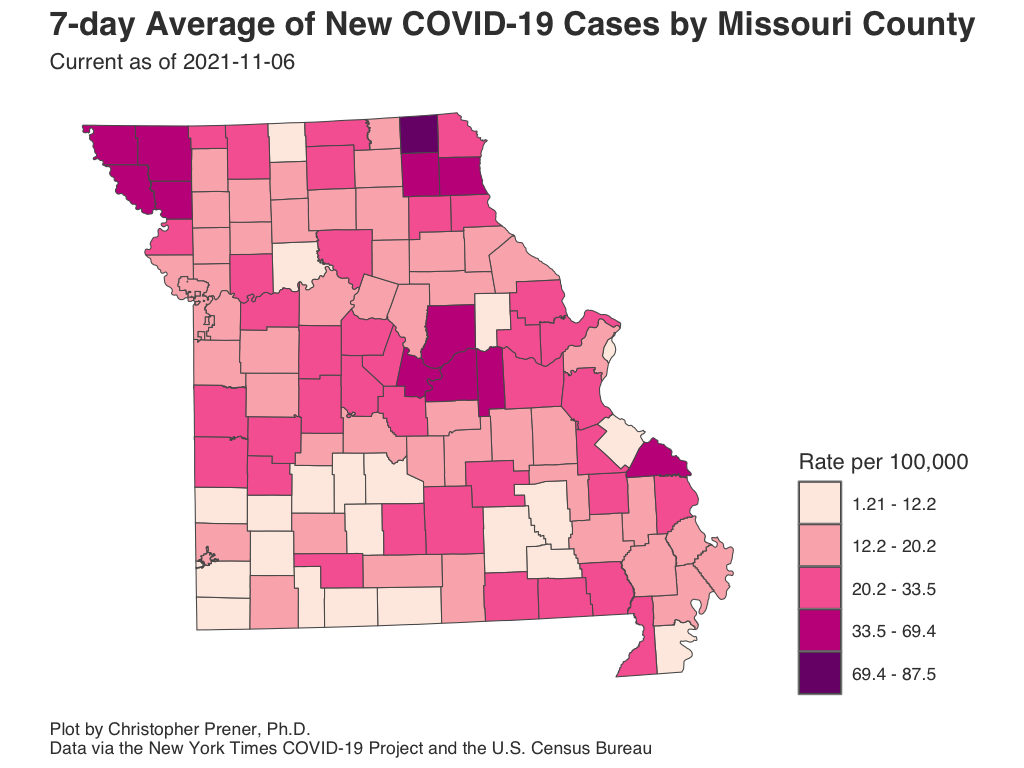 7-day Average of New COVID-19 Cases by Missouri County
Current as of 2021-11-06
Rate per 100,000
1.21 - 12.2
12.2 - 20.2
20.2 - 33.5
33.5 - 69.4
69.4 - 87.5
Plot by Christopher Prener, Ph.D.
Data via the New York Times COVID-19 Project and the U.S. Census Bureau